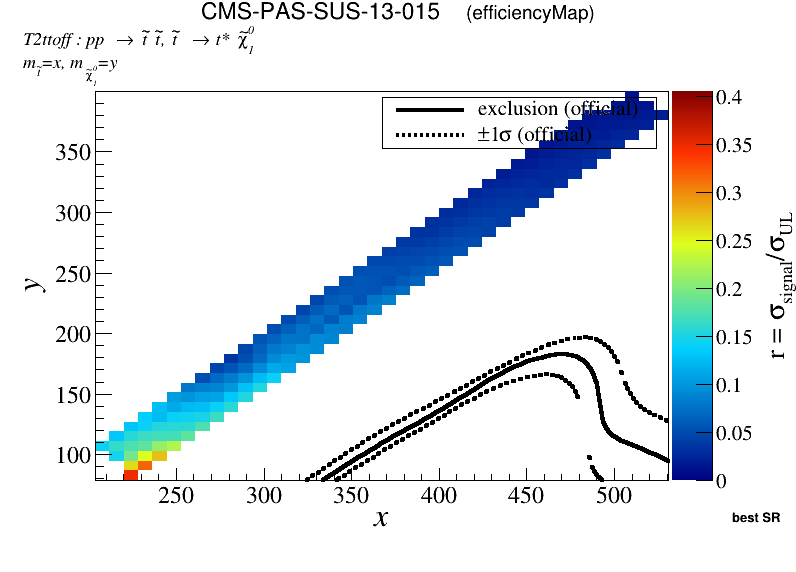 CMS-PAS-SUS-13-015 (efficiencyMap)
T2ttoff : pp → t̃ t̃, t̃ → t* χ̃⁰₁
m_t̃=x, m_χ̃⁰₁=y
exclusion (official)
±1σ (official)
y
350
300
250
200
150
100
250
300
350
400
450
500
x
0.4
0.35
0.3
0.25
0.2
0.15
0.1
0.05
0
r = σ_signal/σ_UL
best SR